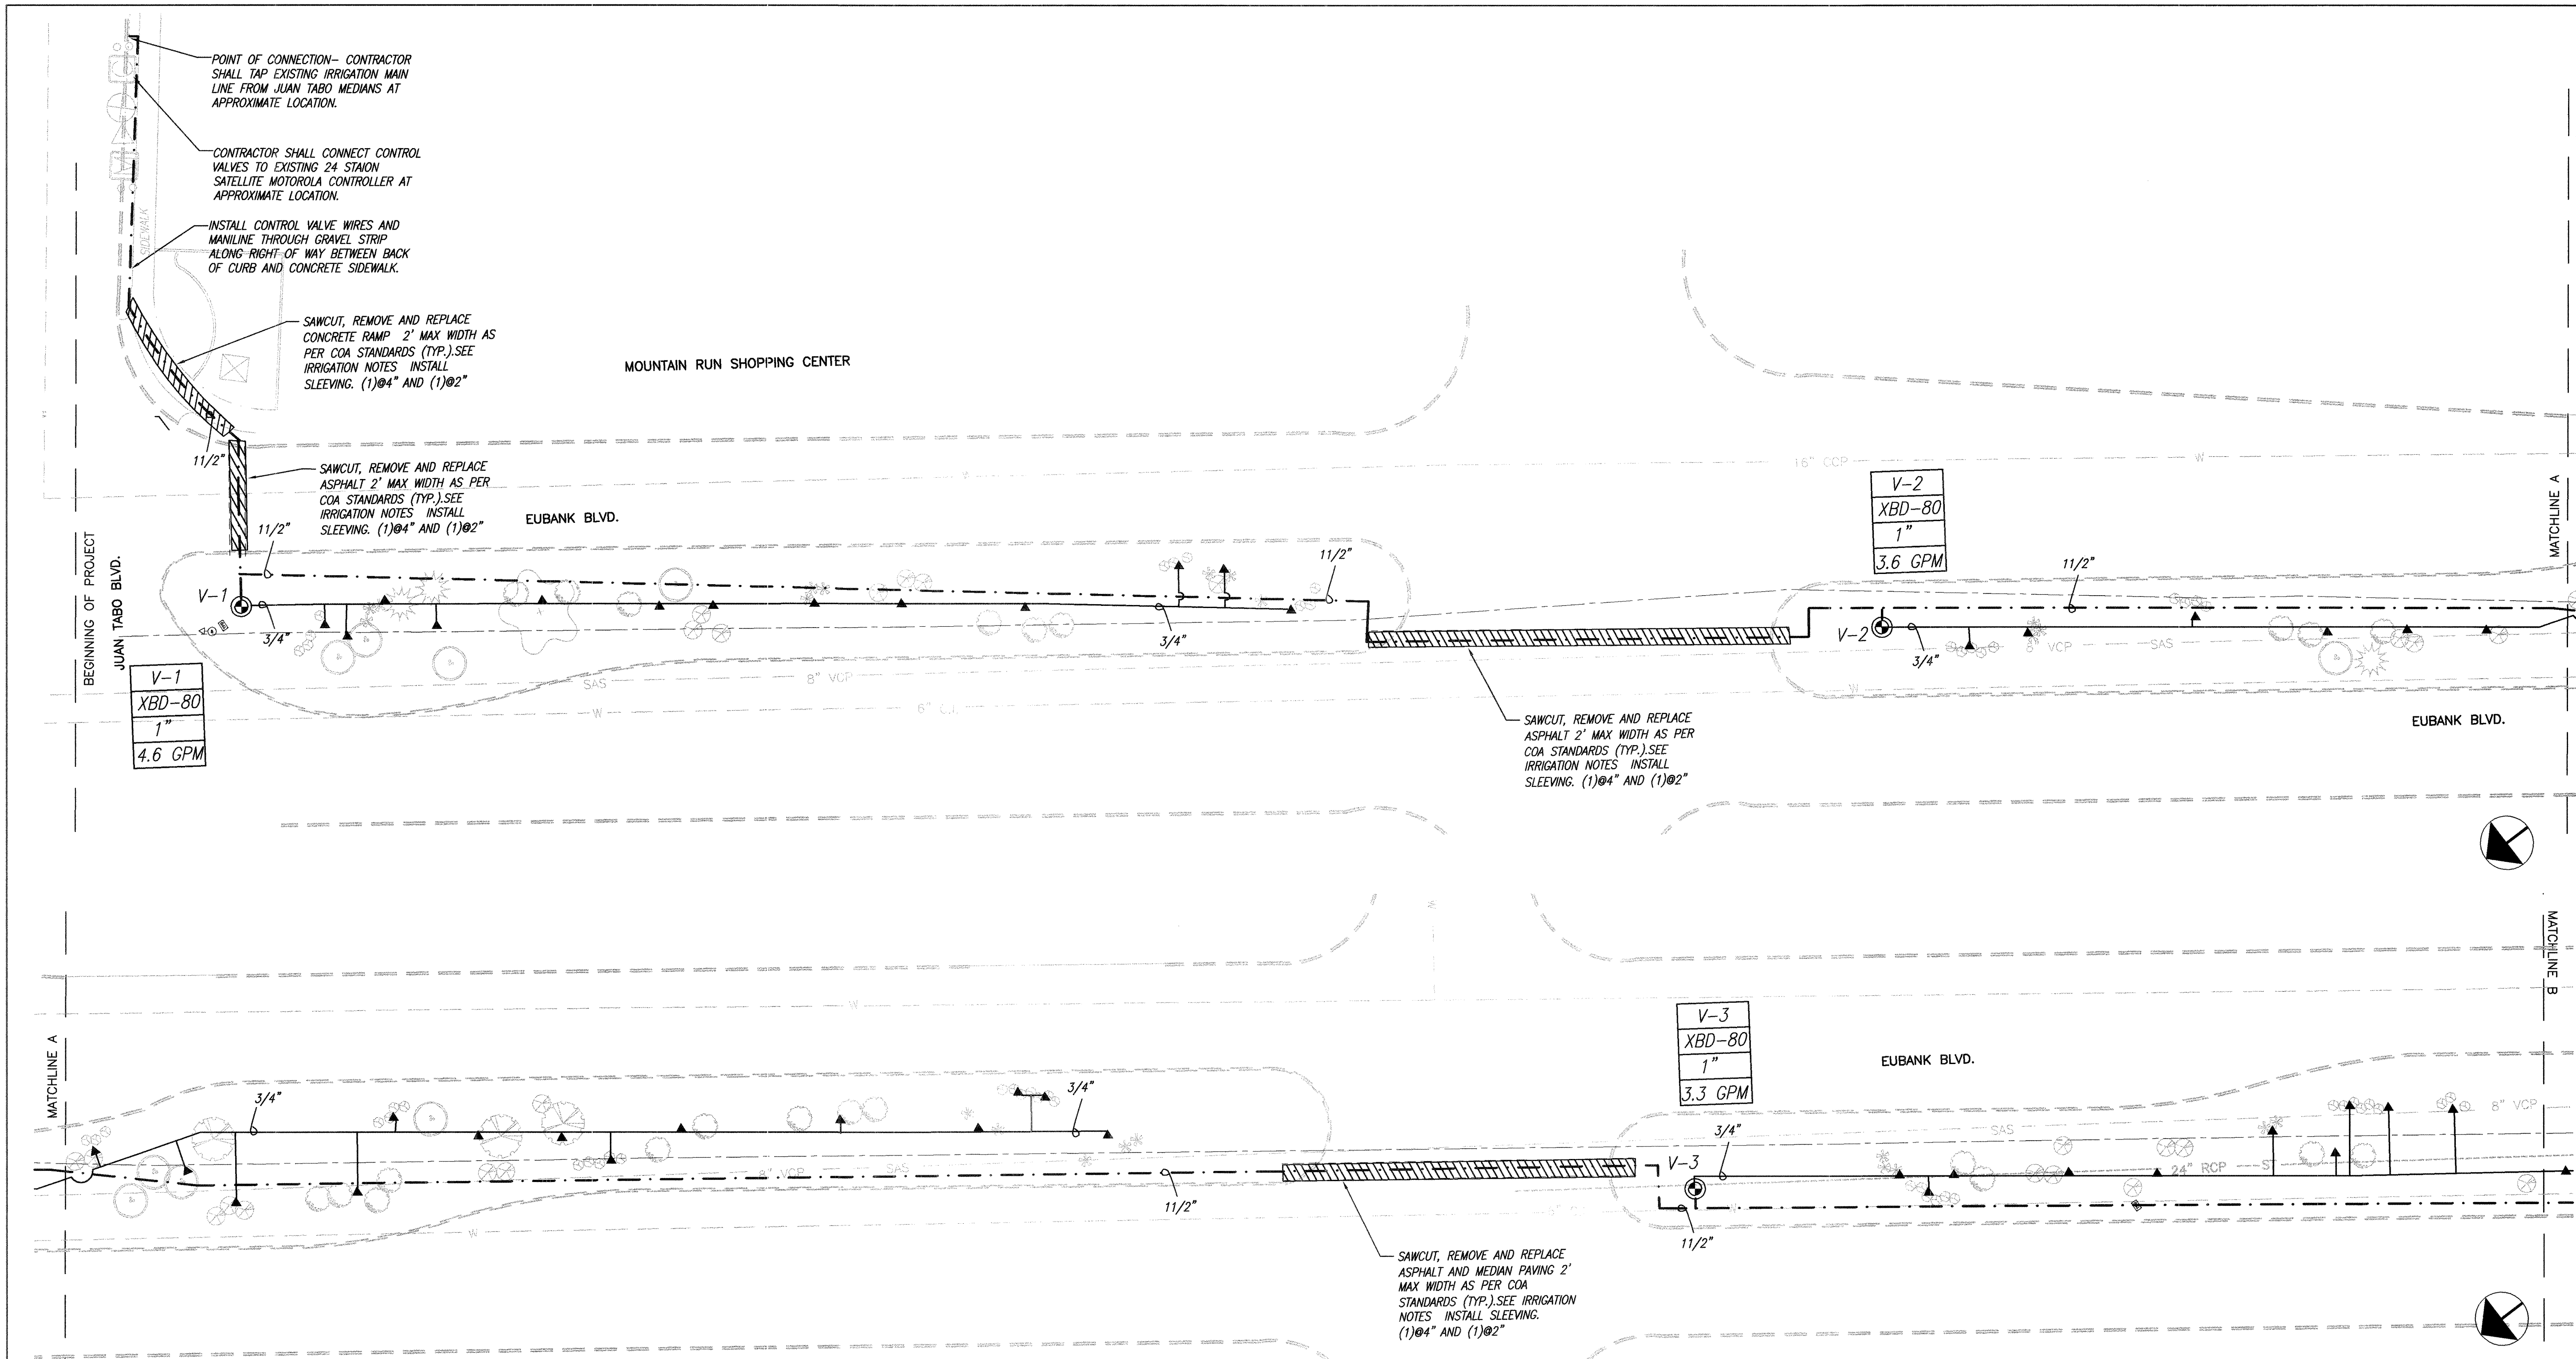 POINT OF CONNECTION- CONTRACTOR
SHALL TAP EXISTING IRRIGATION MAIN
LINE FROM JUAN TABO MEDIANS AT
APPROXIMATE LOCATION.
CONTRACTOR SHALL CONNECT CONTROL
VALVES TO EXISTING 24 STAION
SATELLITE MOTOROLA CONTROLLER AT
APPROXIMATE LOCATION.
SIDEWALK
INSTALL CONTROL VALVE WIRES AND
MANILINE THROUGH GRAVEL STRIP
ALONG RIGHT OF WAY BETWEEN BACK
OF CURB AND CONCRETE SIDEWALK.
SAWCUT, REMOVE AND REPLACE
CONCRETE RAMP 2' MAX WIDTH AS
PER COA STANDARDS (TYP.).SEE
IRRIGATION NOTES INSTALL
SLEEVING. (1)@4" AND (1)@2"
MOUNTAIN RUN SHOPPING CENTER
11/2"
SAWCUT, REMOVE AND REPLACE
ASPHALT 2' MAX WIDTH AS PER
COA STANDARDS (TYP.).SEE
IRRIGATION NOTES INSTALL
SLEEVING. (1)@4" AND (1)@2"
EUBANK BLVD.
16" CCP
W
V-2
XBD-80
1"
3.6 GPM
MATCHLINE A
BEGINNING OF PROJECT
JUAN TABO BLVD.
11/2"
11/2"
11/2"
V-1
3/4"
3/4"
V-2
3/4"
8" VCP
SAS
V-1
XBD-80
1"
4.6 GPM
SAS
8" VCP
W
6" C.I.
W
SAWCUT, REMOVE AND REPLACE
ASPHALT 2' MAX WIDTH AS PER
COA STANDARDS (TYP.).SEE
IRRIGATION NOTES INSTALL
SLEEVING. (1)@4" AND (1)@2"
EUBANK BLVD.
MATCHLINE B
W
W
MATCHLINE A
V-3
XBD-80
1"
3.3 GPM
EUBANK BLVD.
3/4"
3/4"
3/4"
8" VCP
SAS
8" VCP
SAS
V-3
24" RCP
S
11/2"
11/2"
W
W
SAWCUT, REMOVE AND REPLACE
ASPHALT AND MEDIAN PAVING 2'
MAX WIDTH AS PER COA
STANDARDS (TYP.).SEE IRRIGATION
NOTES INSTALL SLEEVING.
(1)@4" AND (1)@2"